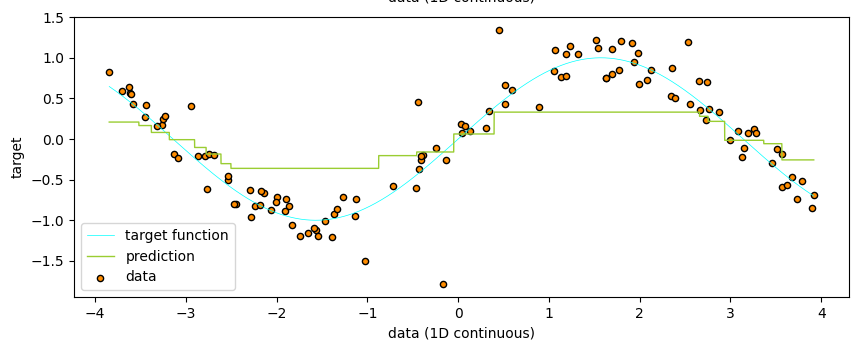 data (1D continuous)
1.5
1.0
0.5
0.0
−0.5
−1.0
−1.5
target
target function
prediction
data
−4 −3 −2 −1 0 1 2 3 4
data (1D continuous)